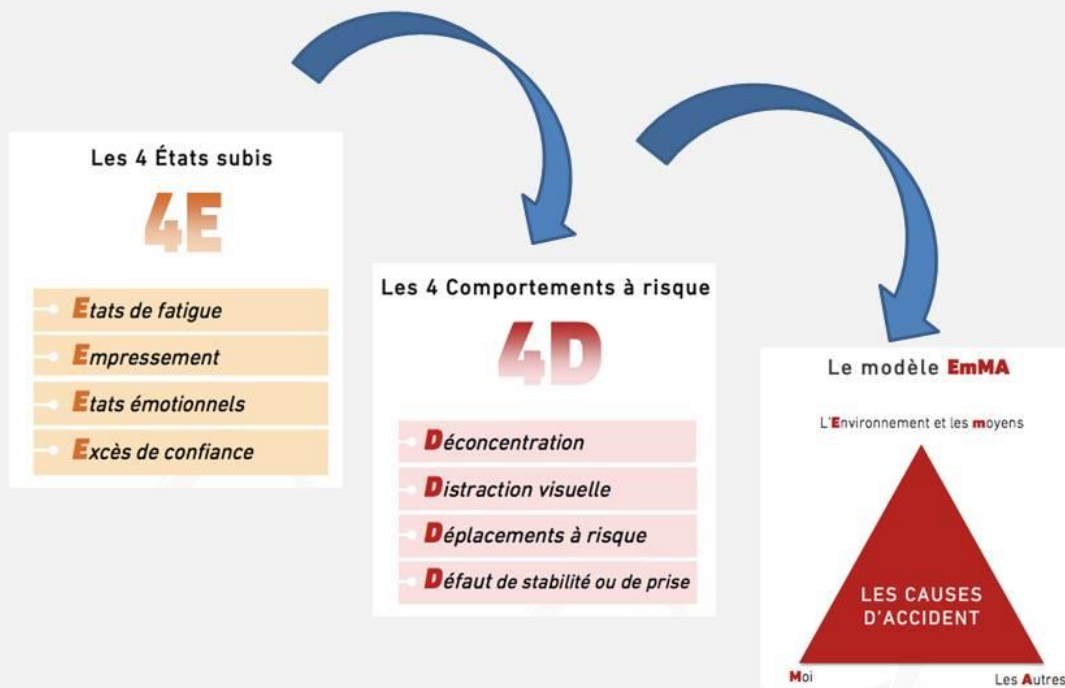 Les 4 États subis
4E
Etats de fatigue
Empressement
Etats émotionnels
Excès de confiance
Les 4 Comportements à risque
4D
Déconcentration
Distraction visuelle
Déplacements à risque
Défaut de stabilité ou de prise
Le modèle EmMA
L'Environnement et les moyens
LES CAUSES
D'ACCIDENT
Moi
Les Autres